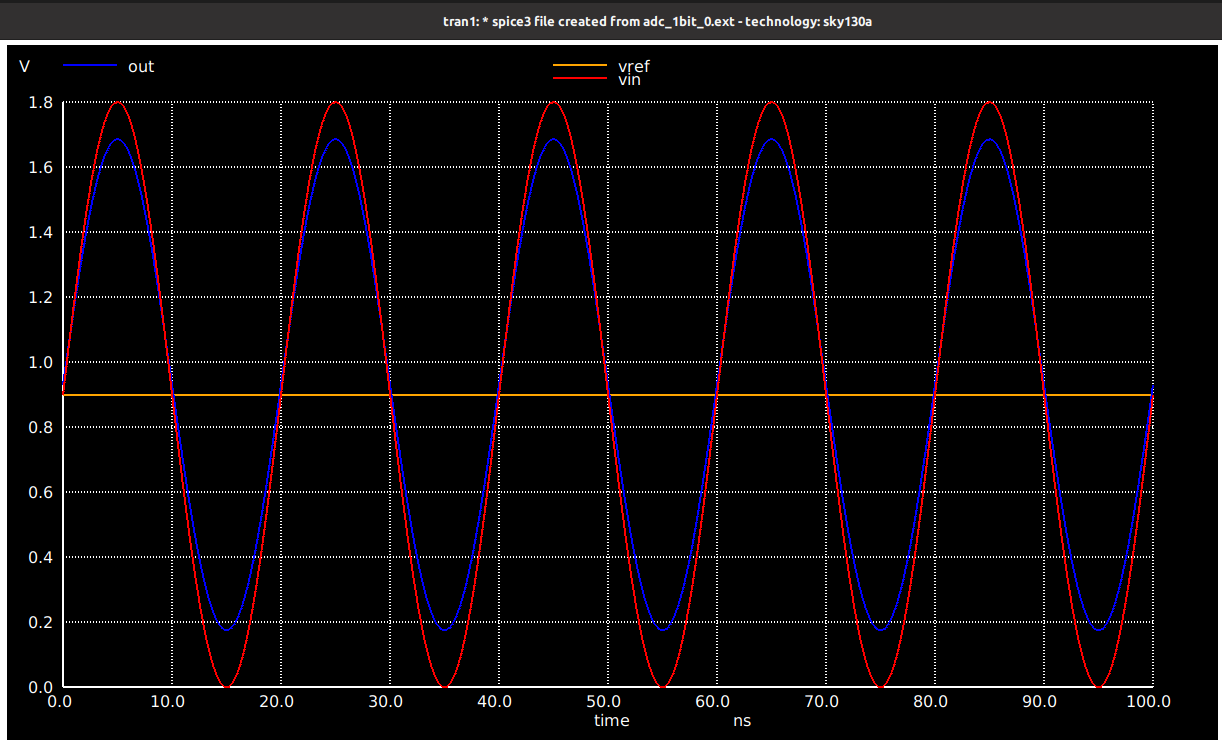 tran1: * spice3 file created from adc_1bit_0.ext - technology: sky130a
V out vref
vin
1.8
1.6
1.4
1.2
1.0
0.8
0.6
0.4
0.2
0.0
0.0 10.0 20.0 30.0 40.0 50.0 60.0 70.0 80.0 90.0 100.0
time ns